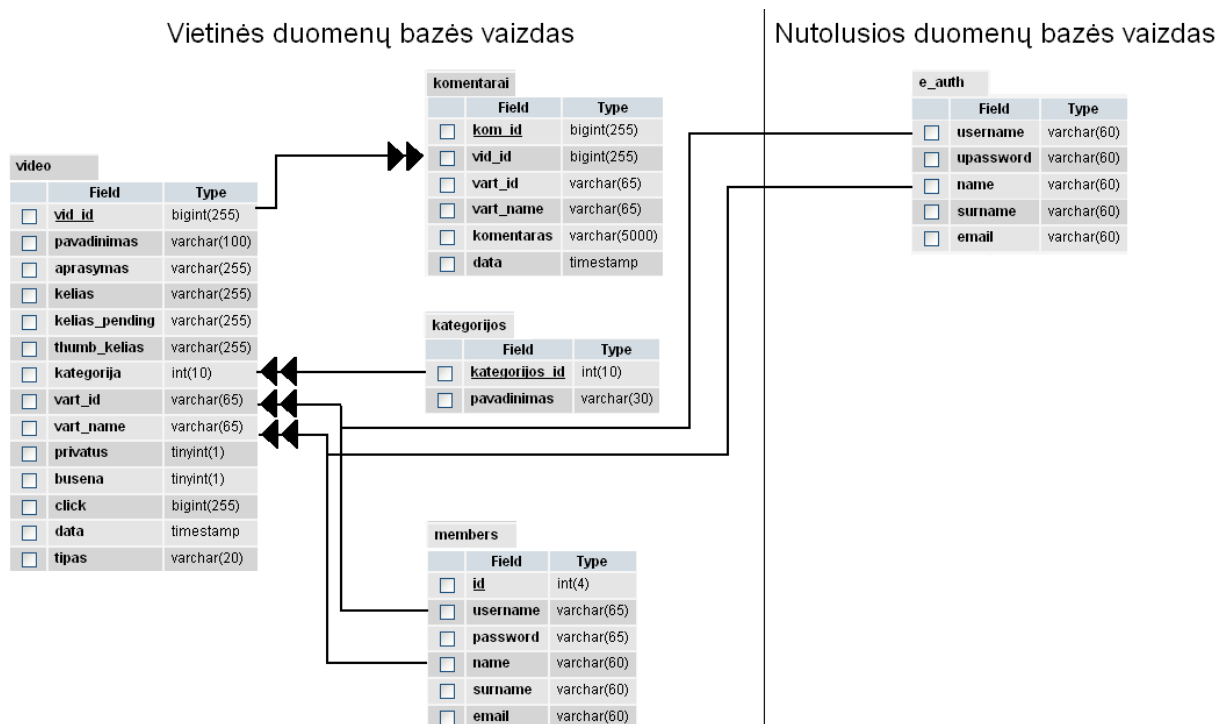 Vietinės duomenų bazės vaizdas
Nutolusios duomenų bazės vaizdas
video
Field Type
vid_id bigint(255)
pavadinimas varchar(100)
aprasymas varchar(255)
kelias varchar(255)
kelias_pending varchar(255)
thumb_kelias varchar(255)
kategorija int(10)
vart_id varchar(65)
vart_name varchar(65)
privatus tinyint(1)
busena tinyint(1)
click bigint(255)
data timestamp
tipas varchar(20)
komentarai
Field Type
kom_id bigint(255)
vid_id bigint(255)
vart_id varchar(65)
vart_name varchar(65)
komentaras varchar(5000)
data timestamp
kategorijos
Field Type
kategorijos_id int(10)
pavadinimas varchar(30)
members
Field Type
id int(4)
username varchar(65)
password varchar(65)
name varchar(60)
surname varchar(60)
email varchar(60)
e_auth
Field Type
username varchar(60)
upassword varchar(60)
name varchar(60)
surname varchar(60)
email varchar(60)